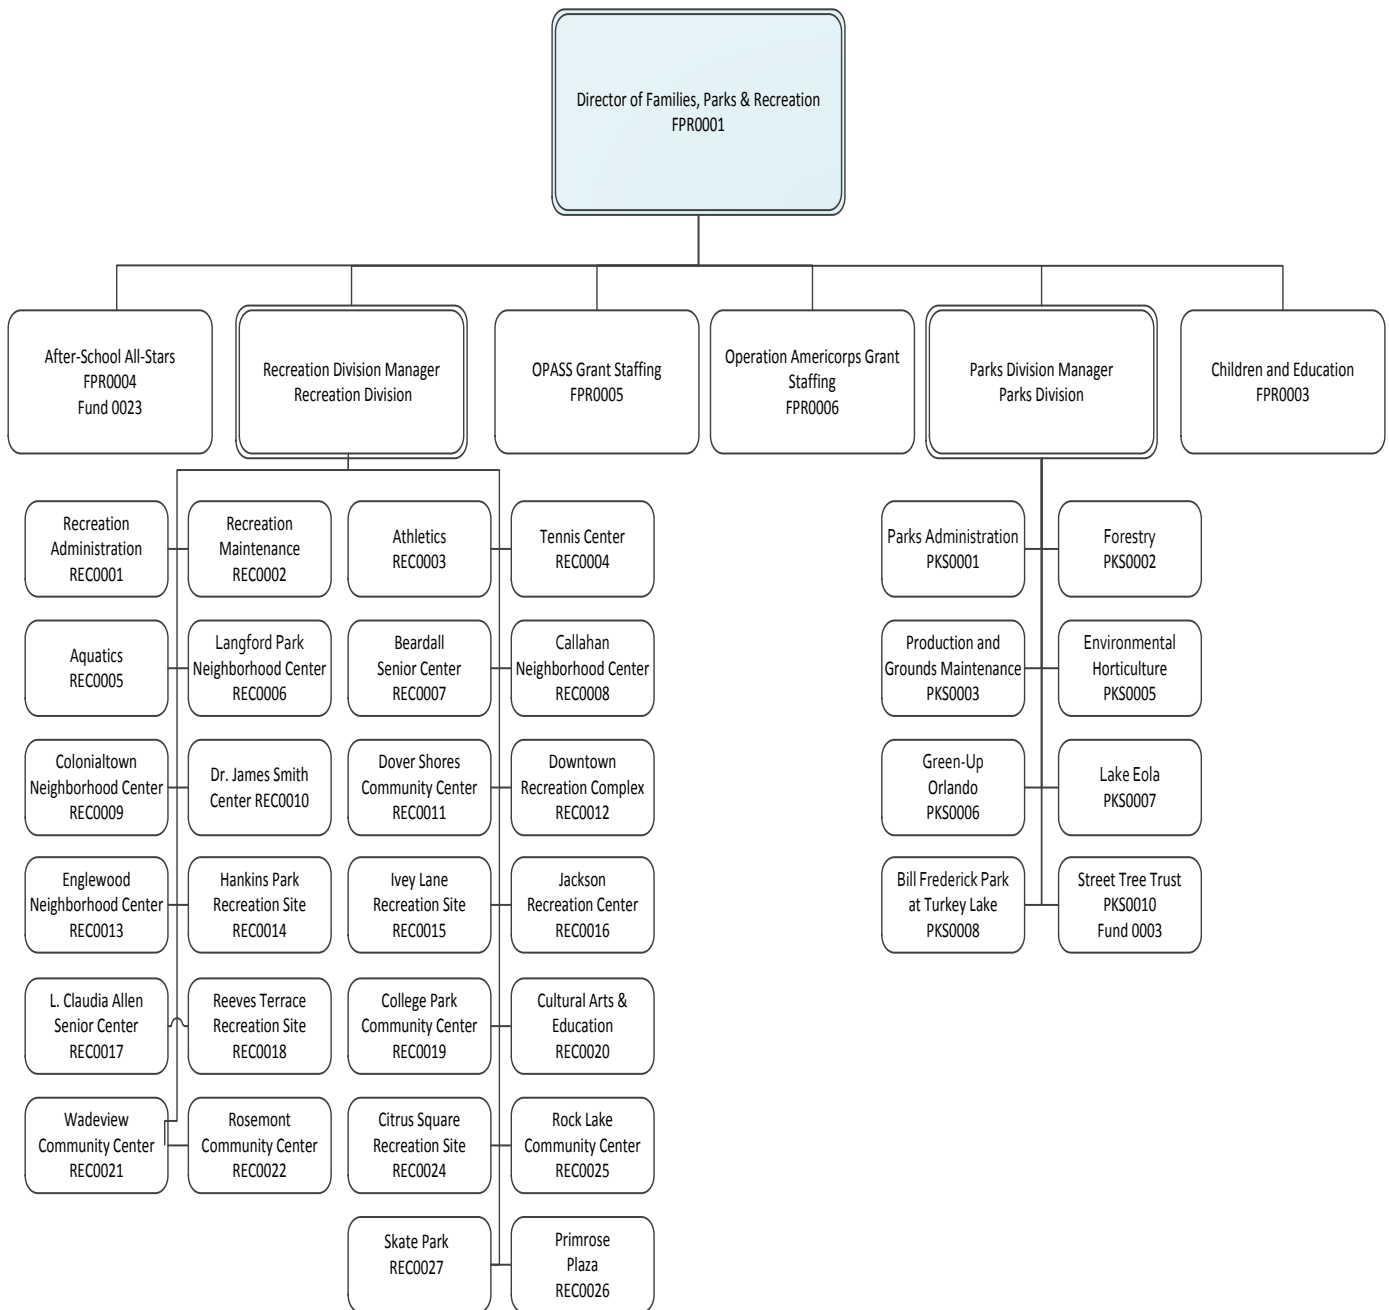 Director of Families, Parks & Recreation
FPR0001
After-School All-Stars
FPR0004
Fund 0023
Recreation Division Manager
Recreation Division
OPASS Grant Staffing
FPR0005
Operation Americorps Grant
Staffing
FPR0006
Parks Division Manager
Parks Division
Children and Education
FPR0003
Recreation
Administration
REC0001
Recreation
Maintenance
REC0002
Athletics
REC0003
Tennis Center
REC0004
Parks Administration
PKS0001
Forestry
PKS0002
Aquatics
REC0005
Langford Park
Neighborhood Center
REC0006
Beardall
Senior Center
REC0007
Callahan
Neighborhood Center
REC0008
Production and
Grounds Maintenance
PKS0003
Environmental
Horticulture
PKS0005
Colonialtown
Neighborhood Center
REC0009
Dr. James Smith
Center REC0010
Dover Shores
Community Center
REC0011
Downtown
Recreation Complex
REC0012
Green-Up
Orlando
PKS0006
Lake Eola
PKS0007
Englewood
Neighborhood Center
REC0013
Hankins Park
Recreation Site
REC0014
Ivey Lane
Recreation Site
REC0015
Jackson
Recreation Center
REC0016
Bill Frederick Park
at Turkey Lake
PKS0008
Street Tree Trust
PKS0010
Fund 0003
L. Claudia Allen
Senior Center
REC0017
Reeves Terrace
Recreation Site
REC0018
College Park
Community Center
REC0019
Cultural Arts &
Education
REC0020
Wadeview
Community Center
REC0021
Rosemont
Community Center
REC0022
Citrus Square
Recreation Site
REC0024
Rock Lake
Community Center
REC0025
Skate Park
REC0027
Primrose
Plaza
REC0026